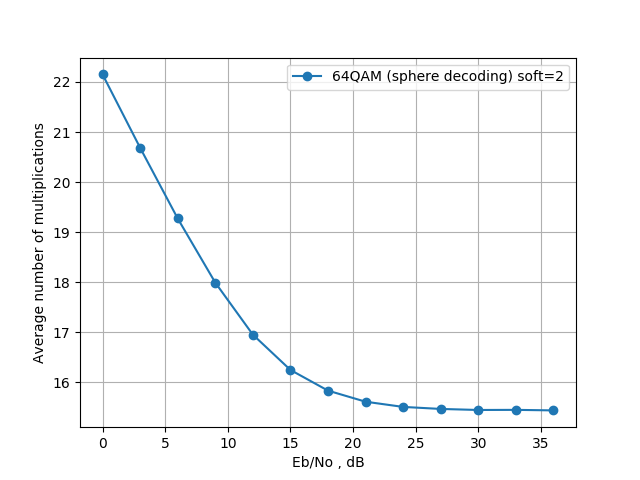 64QAM (sphere decoding) soft=2
22
21
20
19
18
17
16
Average number of multiplications
0 5 10 15 20 25 30 35
Eb/No , dB